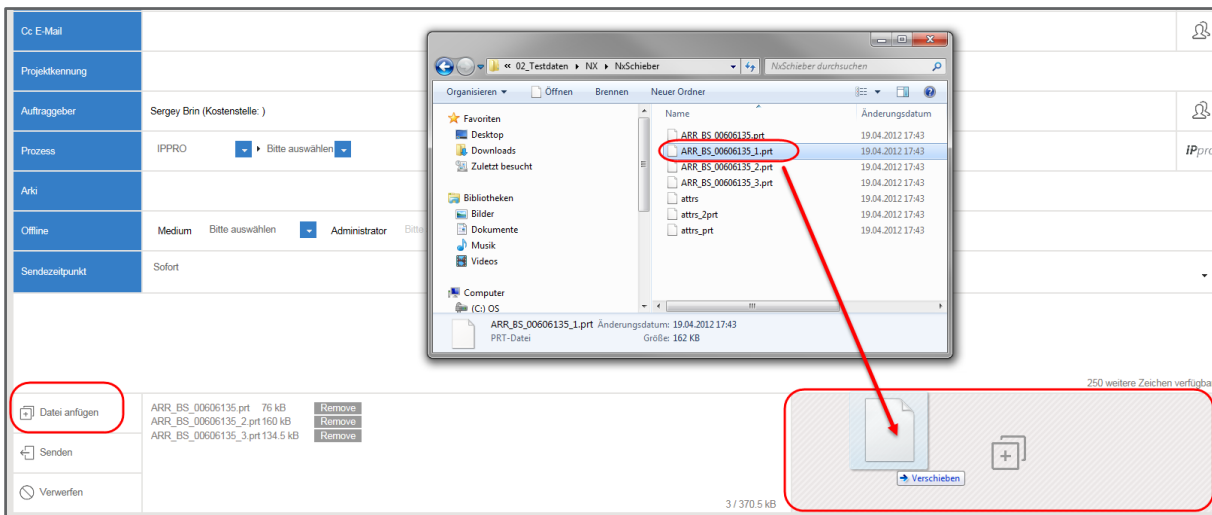 Cc E-Mail
Projektkennung
Auftraggeber
Sergey Brin (Kostenstelle: )
Prozess
IPPRO
Bitte auswählen
Arki
Offline
Medium Bitte auswählen Administrator Bitte
Sendezeitpunkt
Sofort
« 02_Testdaten NX NxSchieber
NxSchieber durchsuchen
Organisieren Öffnen Brennen Neuer Ordner
Favoriten
Desktop
Downloads
Zuletzt besucht
Bibliotheken
Bilder
Dokumente
Musik
Videos
Computer
(C:) OS
Name Änderungsdatum
ARR_BS_00606135.prt 19.04.2012 17:43
ARR_BS_00606135_1.prt 19.04.2012 17:43
ARR_BS_00606135_2.prt 19.04.2012 17:43
ARR_BS_00606135_3.prt 19.04.2012 17:43
attrs 19.04.2012 17:43
attrs_2prt 19.04.2012 17:43
attrs_prt 19.04.2012 17:43
ARR_BS_00606135_1.prt Änderungsdatum: 19.04.2012 17:43
PRT-Datei Größe: 162 KB
250 weitere Zeichen verfügba
Datei anfügen
Senden
Verwerfen
ARR_BS_00606135.prt 76 kB Remove
ARR_BS_00606135_2.prt 160 kB Remove
ARR_BS_00606135_3.prt 134.5 kB Remove
3 / 370.5 kB
Verschieben